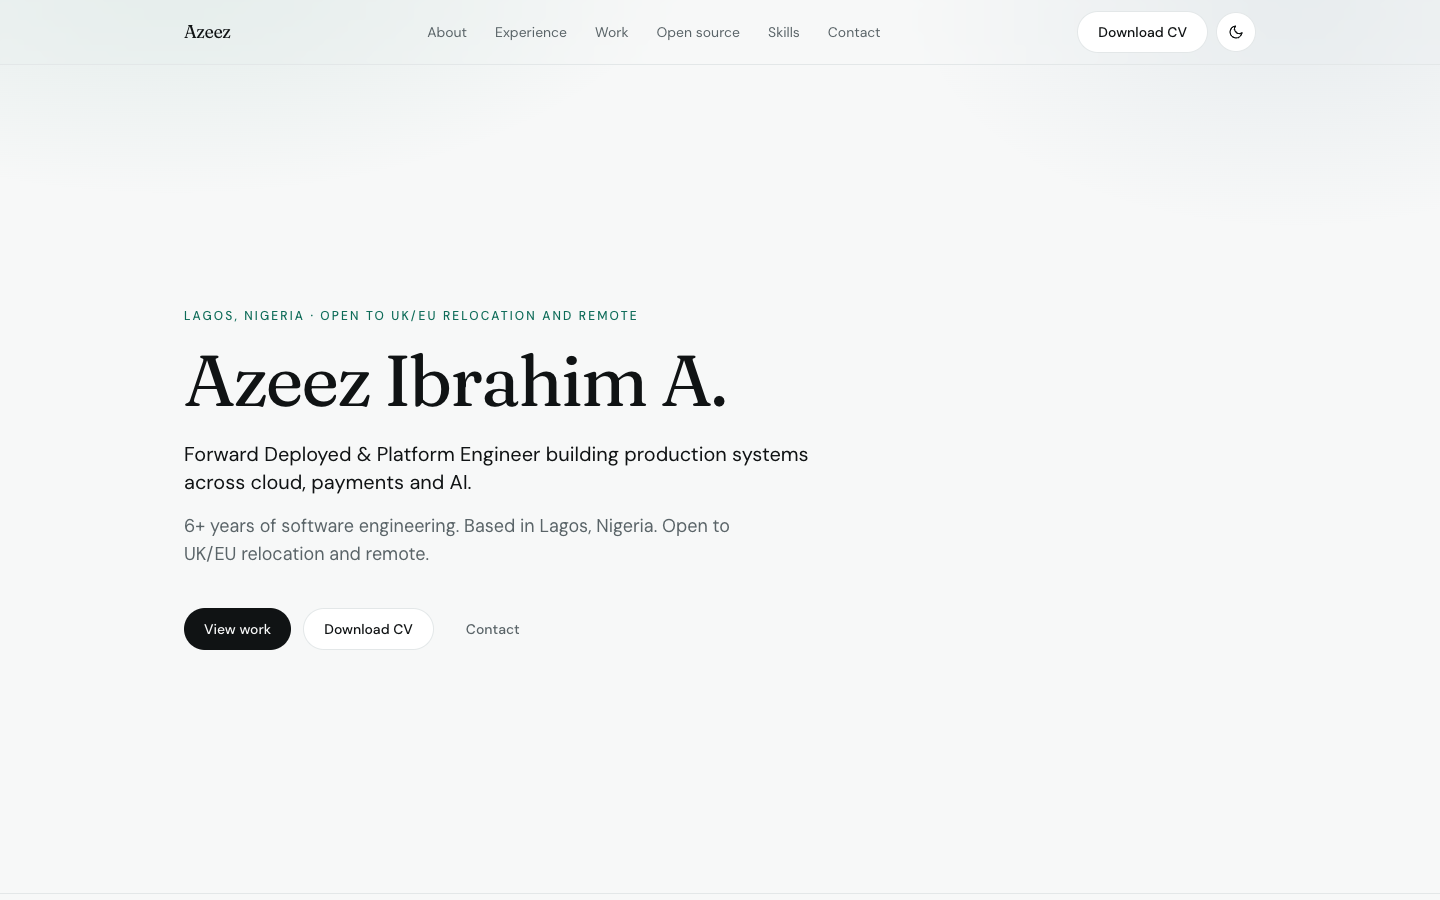 Azeez
About Experience Work Open source Skills Contact
Download CV
LAGOS, NIGERIA · OPEN TO UK/EU RELOCATION AND REMOTE
Azeez Ibrahim A.
Forward Deployed & Platform Engineer building production systems
across cloud, payments and AI.
6+ years of software engineering. Based in Lagos, Nigeria. Open to
UK/EU relocation and remote.
View work Download CV Contact